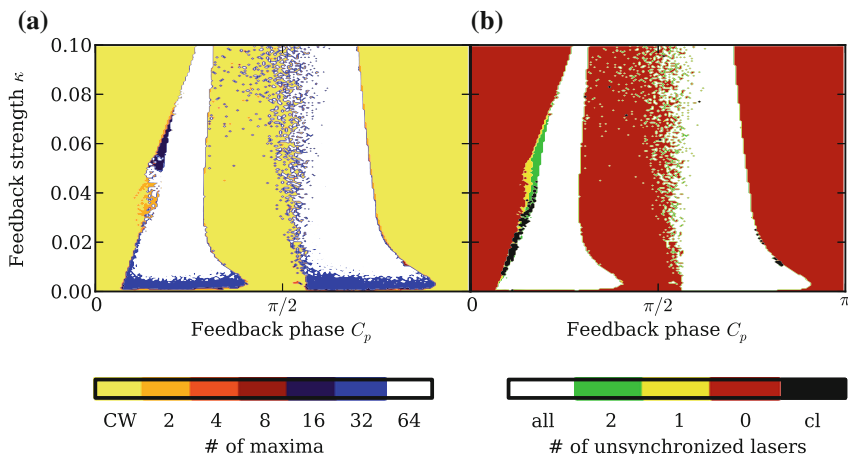 (a)
(b)
Feedback strength κ
0.10
0.08
0.06
0.04
0.02
0.00
0
π/2
0
π/2
π
Feedback phase Cₚ
Feedback phase Cₚ
CW 2 4 8 16 32 64
# of maxima
all 2 1 0 cl
# of unsynchronized lasers